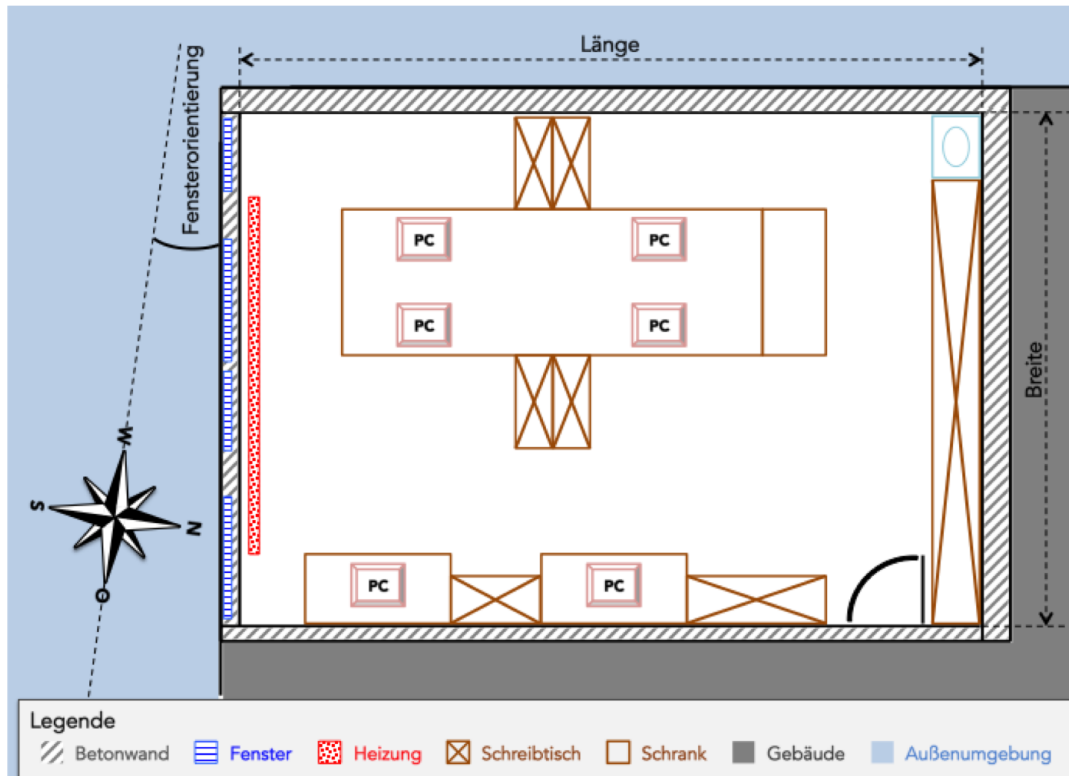 Länge
Fensterorientierung
PC PC
PC PC
Breite
W
S
N
O
PC PC
Legende
Betonwand Fenster Heizung Schreibtisch Schrank Gebäude Außenumgebung